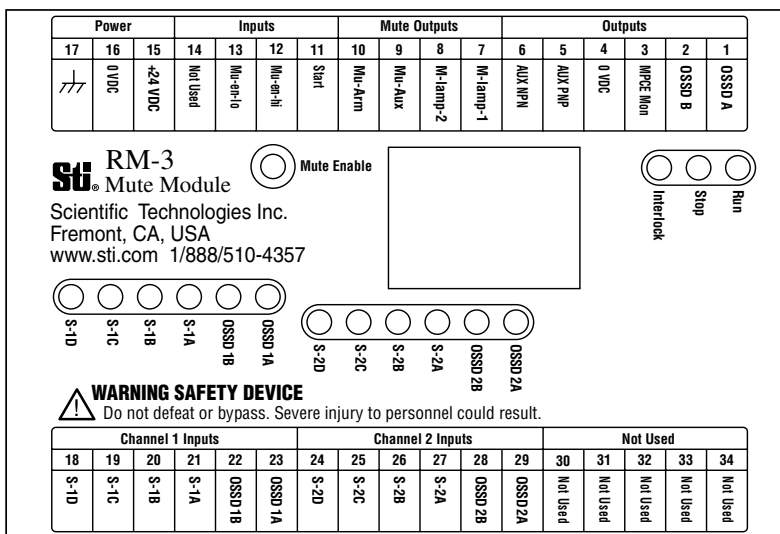 Power Inputs Mute Outputs Outputs
17 16 15 14 13 12 11 10 9 8 7 6 5 4 3 2 1
0 VDC +24 VDC Not Used Mu-en-lo Mu-en-hi Start Mu-Arm Mu-Aux M-lamp-2 M-lamp-1 AUX NPN AUX PNP 0 VDC MPCE Mon OSSD B OSSD A
Sti® RM-3
Mute Module
Mute Enable
Interlock Stop Run
Scientific Technologies Inc.
Fremont, CA, USA
www.sti.com 1/888/510-4357
S-1D S-1C S-1B S-1A OSSD 1B OSSD 1A
S-2D S-2C S-2B S-2A OSSD 2B OSSD 2A
WARNING SAFETY DEVICE
Do not defeat or bypass. Severe injury to personnel could result.
Channel 1 Inputs Channel 2 Inputs Not Used
18 19 20 21 22 23 24 25 26 27 28 29 30 31 32 33 34
S-1D S-1C S-1B S-1A OSSD 1B OSSD 1A S-2D S-2C S-2B S-2A OSSD 2B OSSD 2A Not Used Not Used Not Used Not Used Not Used